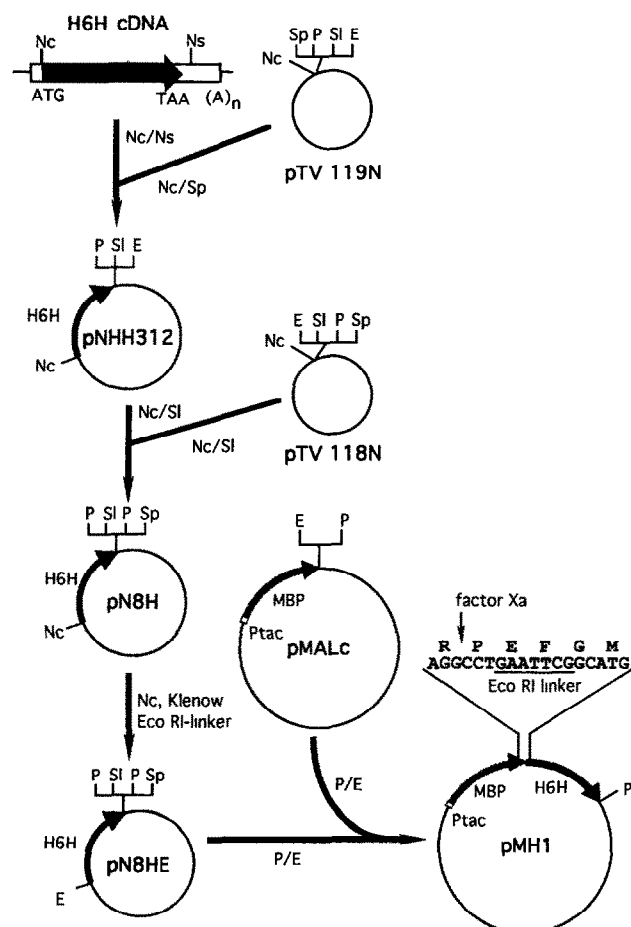 H6H cDNA
Nc
Ns
ATG
TAA
(A)n
Sp P Sl E
Nc
pTV 119N
Nc/Ns
Nc/Sp
P Sl E
H6H
pNHH312
Nc
E Sl P Sp
Nc
pTV 118N
Nc/Sl
Nc/Sl
P Sl P Sp
H6H
pN8H
Nc
E P
MBP
Ptac
pMALc
factor Xa
R P E F G M
AGGCCTGAATTCGGCATG
Eco RI linker
Nc, Klenow
Eco RI-linker
P Sl P Sp
H6H
pN8HE
E
P/E
P/E
MBP
H6H
P
Ptac
pMH1